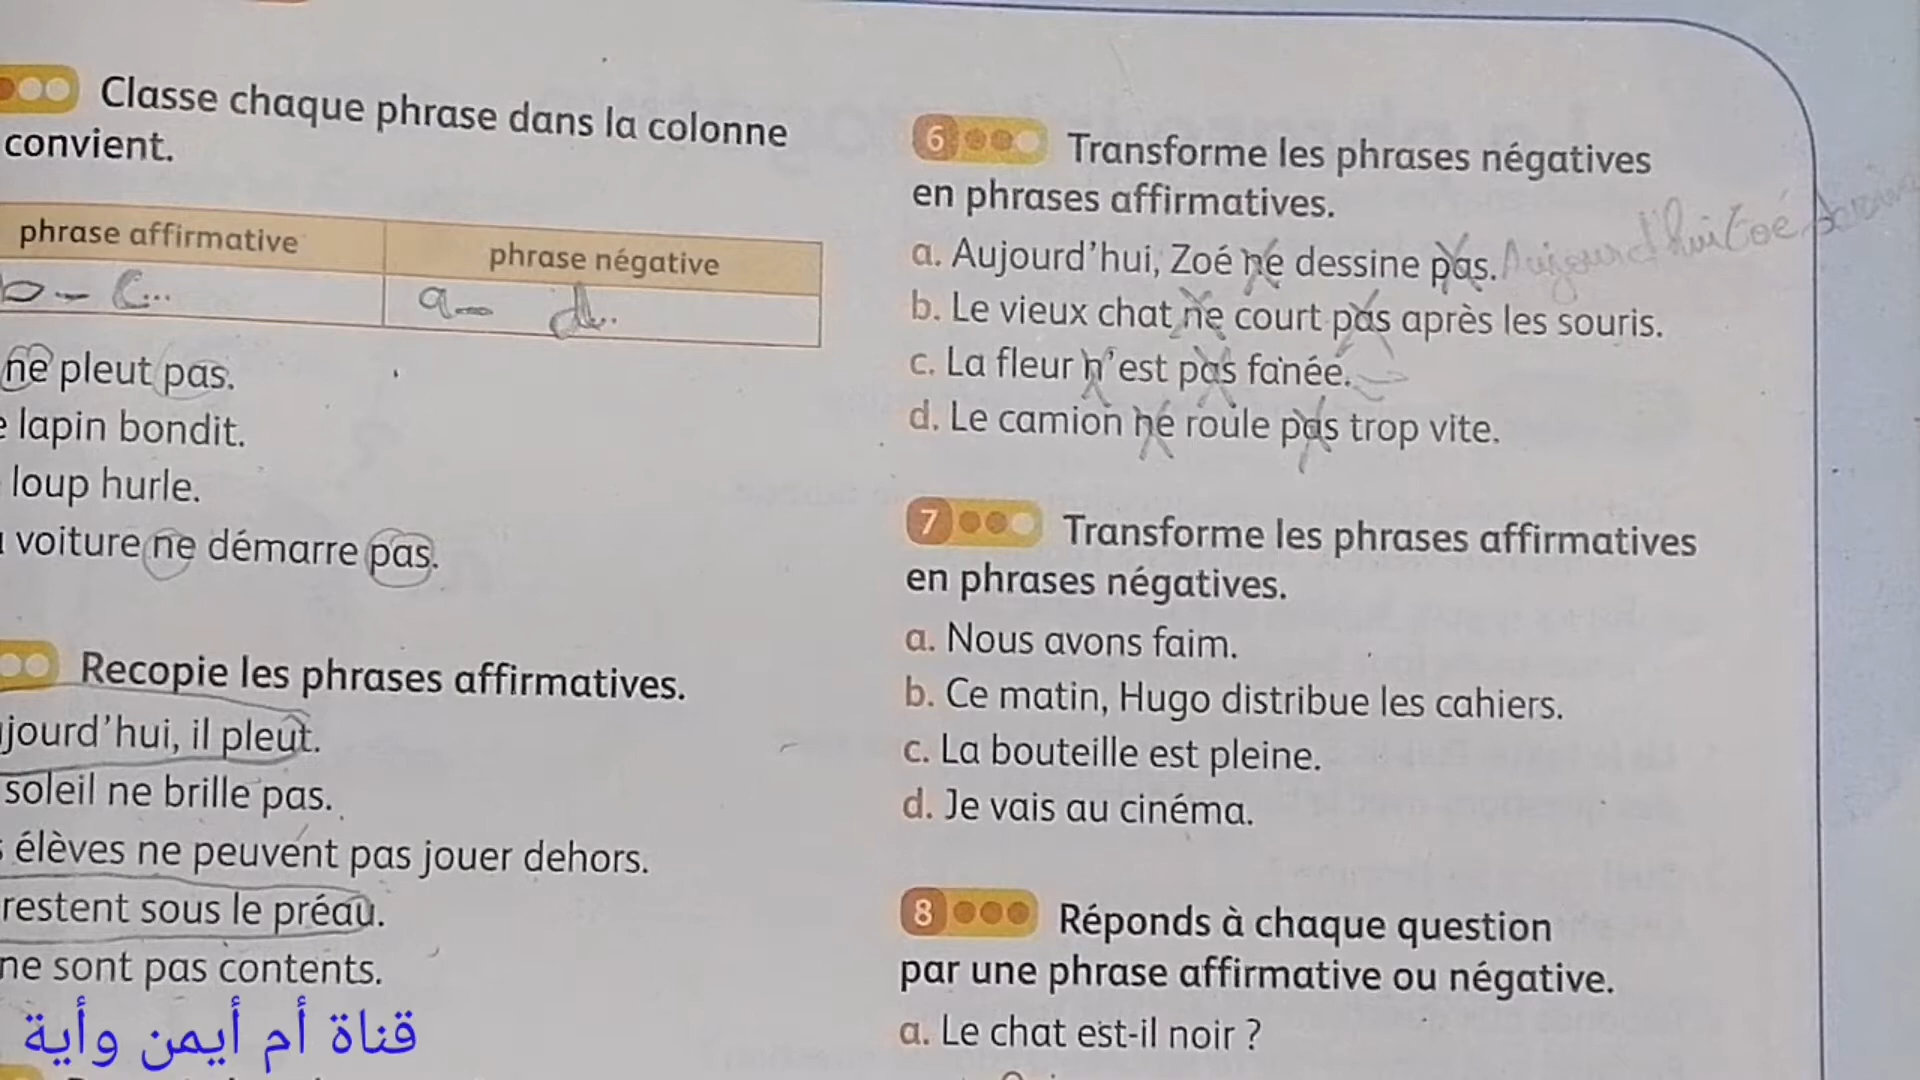 Classe chaque phrase dans la colonne
convient.
phrase affirmative
phrase négative
b - c...
a - d..
ne pleut pas.
lapin bondit.
loup hurle.
voiture ne démarre pas.
Recopie les phrases affirmatives.
jourd'hui, il pleut.
soleil ne brille pas.
élèves ne peuvent pas jouer dehors.
restent sous le préau.
ne sont pas contents.
قناة أم أيمن وأية
6 Transforme les phrases négatives
en phrases affirmatives.
a. Aujourd'hui, Zoé ne dessine pas. Aujourd'hui Zoé
b. Le vieux chat ne court pas après les souris.
c. La fleur n'est pas fanée.
d. Le camion ne roule pas trop vite.
7 Transforme les phrases affirmatives
en phrases négatives.
a. Nous avons faim.
b. Ce matin, Hugo distribue les cahiers.
c. La bouteille est pleine.
d. Je vais au cinéma.
8 Réponds à chaque question
par une phrase affirmative ou négative.
a. Le chat est-il noir ?